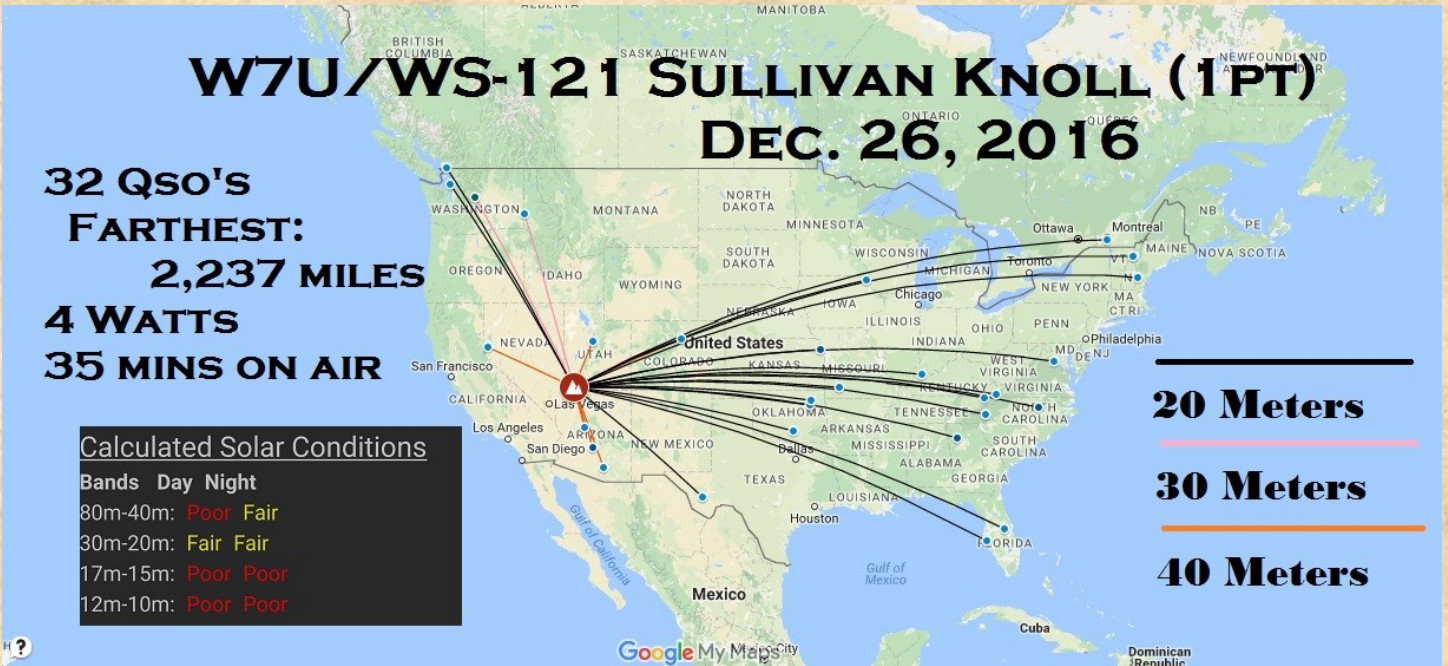 ALBERTA
MANITOBA
BRITISH
COLUMBIA
SASKATCHEWAN
NEWFOUNDLAND
W7U/WS-121 SULLIVAN KNOLL (1PT)
DEC. 26, 2016
ONTARIO
QUÉBEC
32 QSO'S
FARTHEST:
2,237 MILES
4 WATTS
35 MINS ON AIR
WASHINGTON
MONTANA
NORTH
DAKOTA
MINNESOTA
Ottawa
Montreal
NB
PE
MAINE
NOVA SCOTIA
OREGON
IDAHO
SOUTH
DAKOTA
WISCONSIN
MICHIGAN
Toronto
VT
WYOMING
IOWA
Chicago
NEW YORK
MA
CT RI
NEBRASKA
ILLINOIS
INDIANA
OHIO
PENN
Philadelphia
NEVADA
UTAH
COLORADO
United States
KANSAS
MISSOURI
WEST
VIRGINIA
MD
DE
NJ
San Francisco
KENTUCKY
VIRGINIA
CALIFORNIA
Las Vegas
OKLAHOMA
TENNESSEE
NORTH
CAROLINA
Los Angeles
ARIZONA
NEW MEXICO
ARKANSAS
San Diego
Dallas
MISSISSIPPI
SOUTH
CAROLINA
ALABAMA
TEXAS
GEORGIA
LOUISIANA
Houston
FLORIDA
Gulf of
California
Gulf of
Mexico
Mexico
Cuba
Mexico City
Dominican
Republic
Calculated Solar Conditions
Bands Day Night
80m-40m: Poor Fair
30m-20m: Fair Fair
17m-15m: Poor Poor
12m-10m: Poor Poor
20 Meters
30 Meters
40 Meters
H
?
Google My Maps